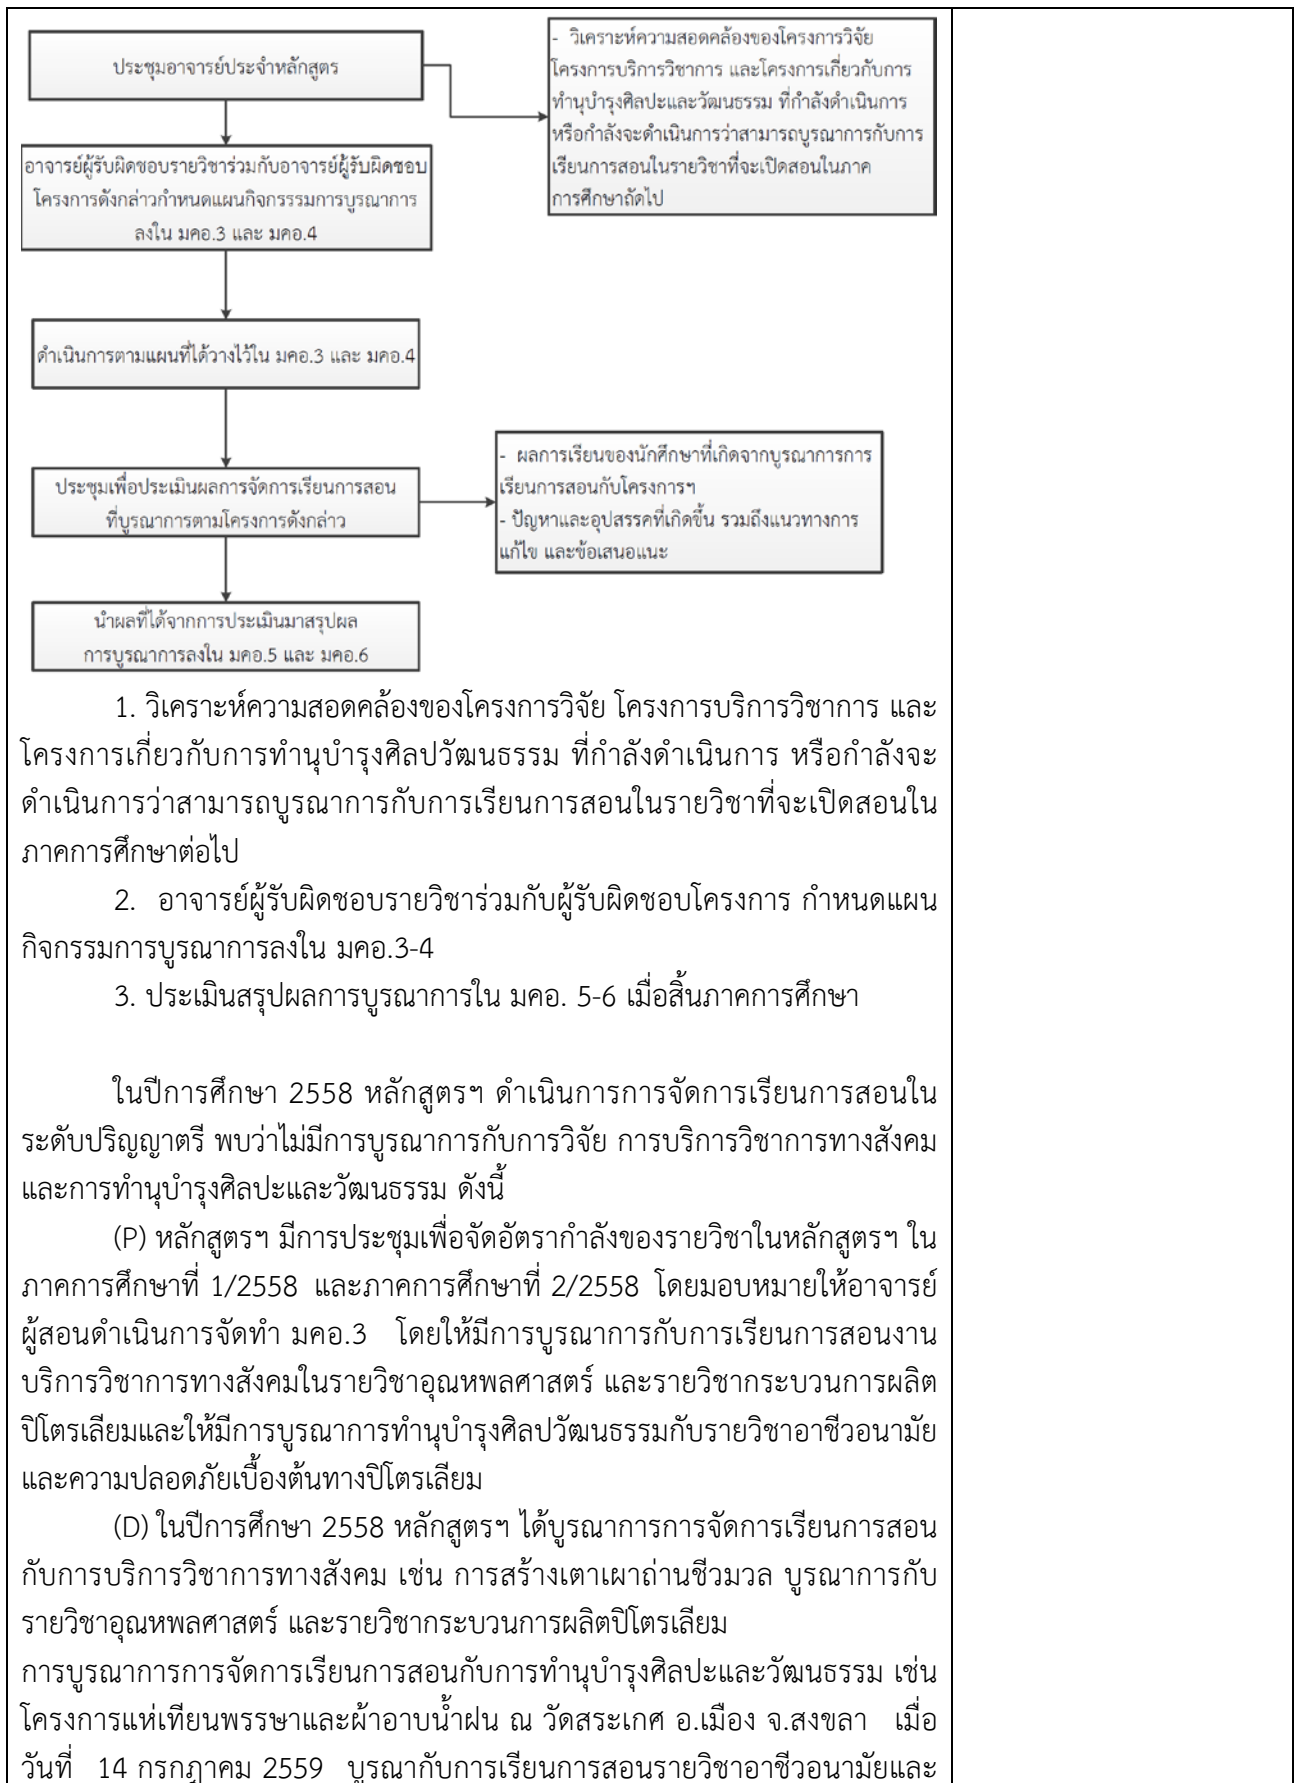 ประชุมอาจารย์ประจำหลักสูตร
- วิเคราะห์ความสอดคล้องของโครงการวิจัย
โครงการบริการวิชาการ และโครงการเกี่ยวกับการ
ทำนุบำรุงศิลปะและวัฒนธรรม ที่กำลังดำเนินการ
หรือกำลังจะดำเนินการว่าสามารถบูรณาการกับการ
เรียนการสอนในรายวิชาที่จะเปิดสอนในภาค
การศึกษาถัดไป
อาจารย์ผู้รับผิดชอบรายวิชาร่วมกับอาจารย์ผู้รับผิดชอบ
โครงการดังกล่าวกำหนดแผนกิจกรรรมการบูรณาการ
ลงใน มคอ.3 และ มคอ.4
ดำเนินการตามแผนที่ได้วางไว้ใน มคอ.3 และ มคอ.4
ประชุมเพื่อประเมินผลการจัดการเรียนการสอน
ที่บูรณาการตามโครงการดังกล่าว
- ผลการเรียนของนักศึกษาที่เกิดจากบูรณาการการ
เรียนการสอนกับโครงการฯ
- ปัญหาและอุปสรรคที่เกิดขึ้น รวมถึงแนวทางการ
แก้ไข และข้อเสนอแนะ
นำผลที่ได้จากการประเมินมาสรุปผล
การบูรณาการลงใน มคอ.5 และ มคอ.6
1. วิเคราะห์ความสอดคล้องของโครงการวิจัย โครงการบริการวิชาการ และ
โครงการเกี่ยวกับการทำนุบำรุงศิลปวัฒนธรรม ที่กำลังดำเนินการ หรือกำลังจะ
ดำเนินการว่าสามารถบูรณาการกับการเรียนการสอนในรายวิชาที่จะเปิดสอนใน
ภาคการศึกษาต่อไป
2. อาจารย์ผู้รับผิดชอบรายวิชาร่วมกับผู้รับผิดชอบโครงการ กำหนดแผน
กิจกรรมการบูรณาการลงใน มคอ.3-4
3. ประเมินสรุปผลการบูรณาการใน มคอ. 5-6 เมื่อสิ้นภาคการศึกษา
ในปีการศึกษา 2558 หลักสูตรฯ ดำเนินการการจัดการเรียนการสอนใน
ระดับปริญญาตรี พบว่าไม่มีการบูรณาการกับการวิจัย การบริการวิชาการทางสังคม
และการทำนุบำรุงศิลปะและวัฒนธรรม ดังนี้
(P) หลักสูตรฯ มีการประชุมเพื่อจัดอัตรากำลังของรายวิชาในหลักสูตรฯ ใน
ภาคการศึกษาที่ 1/2558 และภาคการศึกษาที่ 2/2558 โดยมอบหมายให้อาจารย์
ผู้สอนดำเนินการจัดทำ มคอ.3 โดยให้มีการบูรณาการกับการเรียนการสอนงาน
บริการวิชาการทางสังคมในรายวิชาอุณหพลศาสตร์ และรายวิชากระบวนการผลิต
ปิโตรเลียมและให้มีการบูรณาการทำนุบำรุงศิลปวัฒนธรรมกับรายวิชาอาชีวอนามัย
และความปลอดภัยเบื้องต้นทางปิโตรเลียม
(D) ในปีการศึกษา 2558 หลักสูตรฯ ได้บูรณาการการจัดการเรียนการสอน
กับการบริการวิชาการทางสังคม เช่น การสร้างเตาเผาถ่านชีวมวล บูรณาการกับ
รายวิชาอุณหพลศาสตร์ และรายวิชากระบวนการผลิตปิโตรเลียม
การบูรณาการการจัดการเรียนการสอนกับการทำนุบำรุงศิลปะและวัฒนธรรม เช่น
โครงการแห่เทียนพรรษาและผ้าอาบน้ำฝน ณ วัดสระเกศ อ.เมือง จ.สงขลา เมื่อ
วันที่ 14 กรกฎาคม 2559 บูรณากับการเรียนการสอนรายวิชาอาชีวอนามัยและ